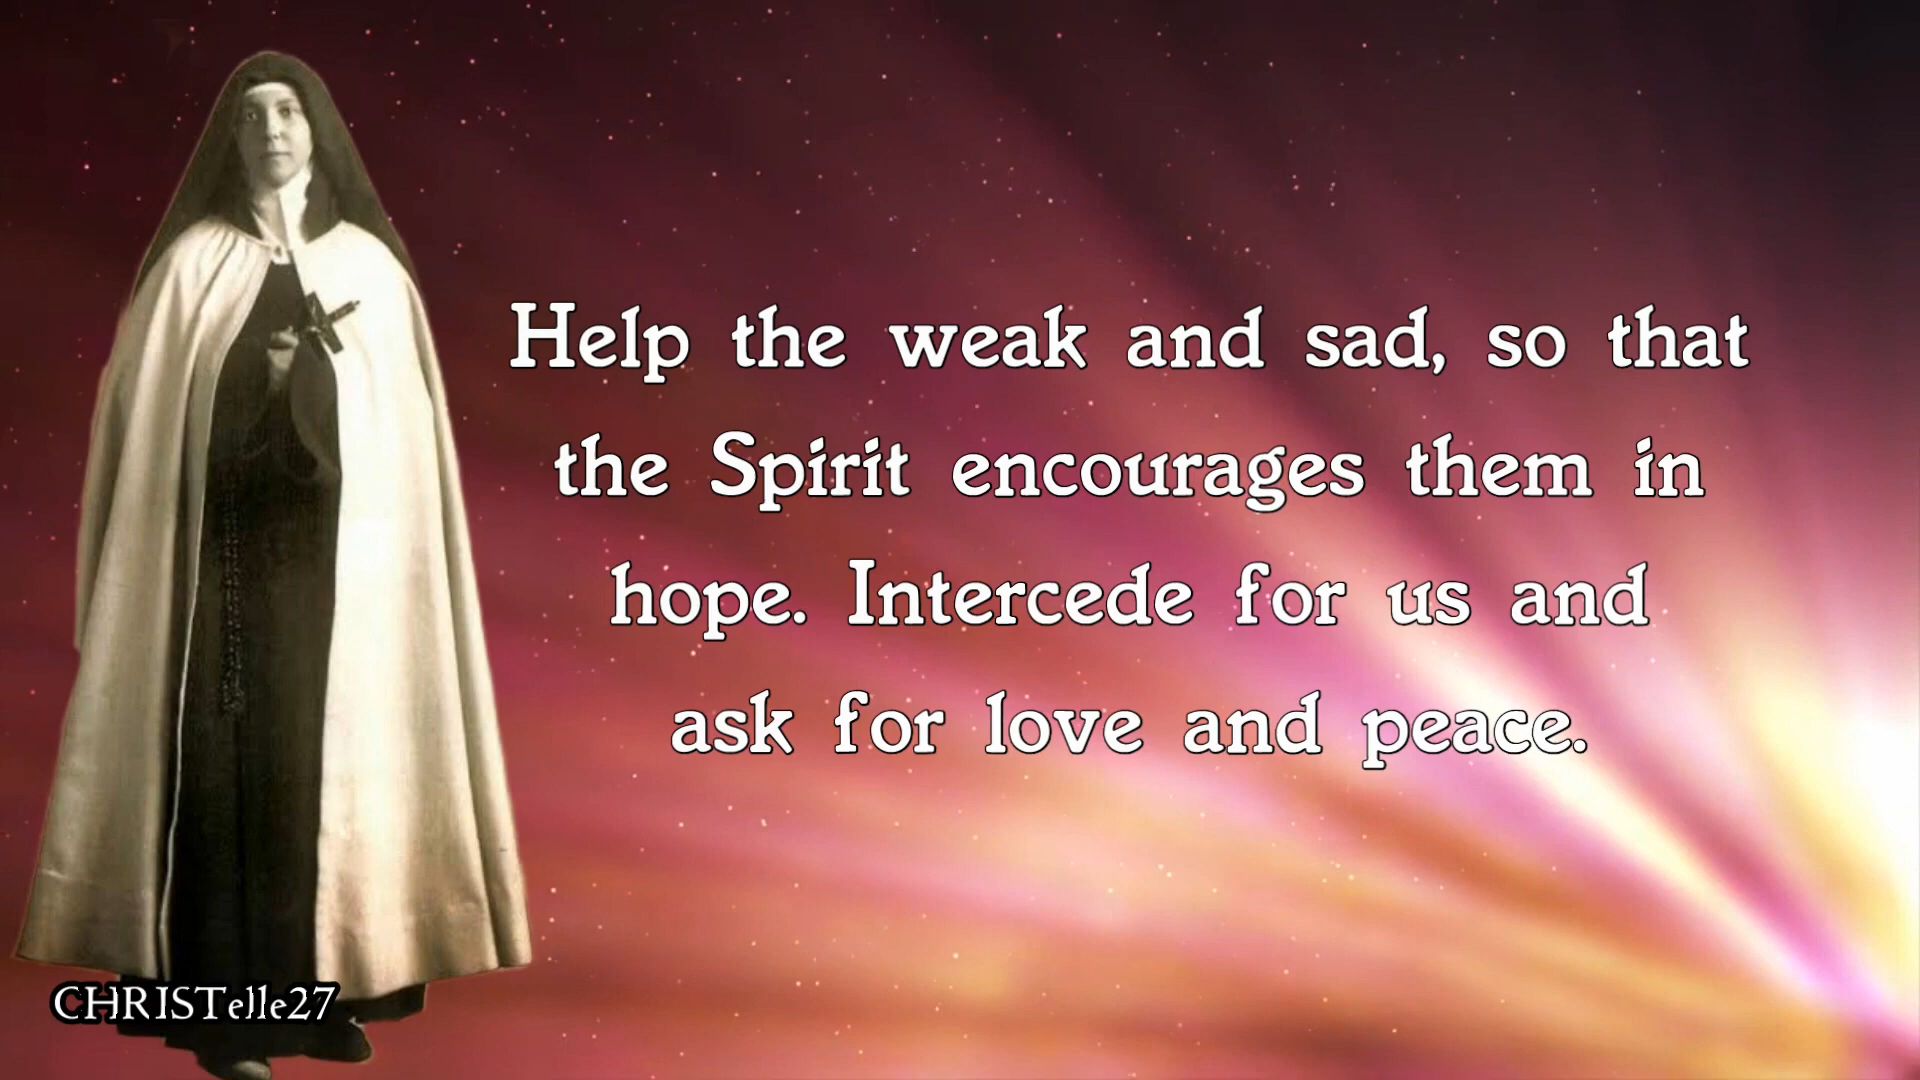 Help the weak and sad, so that
the Spirit encourages them in
hope. Intercede for us and
ask for love and peace.
CHRISTelle27